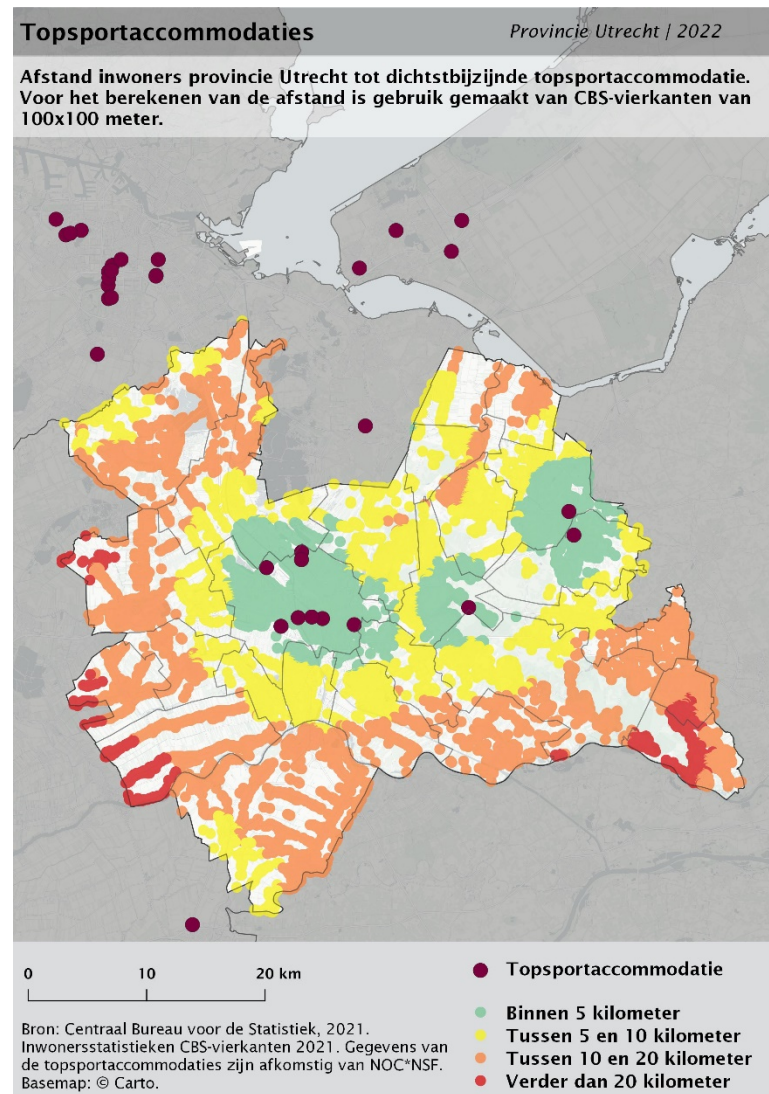 Topsportaccommodaties
Provincie Utrecht | 2022
Afstand inwoners provincie Utrecht tot dichtstbijzijnde topsportaccommodatie.
Voor het berekenen van de afstand is gebruik gemaakt van CBS-vierkanten van
100x100 meter.
0 10 20 km
Bron: Centraal Bureau voor de Statistiek, 2021.
Inwonersstatistieken CBS-vierkanten 2021. Gegevens van
de topsportaccommodaties zijn afkomstig van NOC*NSF.
Basemap: © Carto.
Topsportaccommodatie
Binnen 5 kilometer
Tussen 5 en 10 kilometer
Tussen 10 en 20 kilometer
Verder dan 20 kilometer